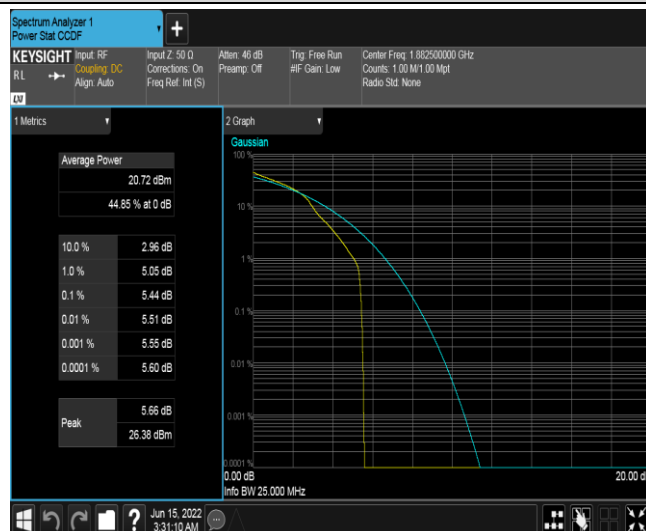 Spectrum Analyzer 1
Power Stat CCDF
+
KEYSIGHT
RL
LXI
Input: RF
Coupling: DC
Align: Auto
Input Z: 50 Ω
Corrections: On
Freq Ref: Int (S)
Atten: 46 dB
Preamp: Off
Trig: Free Run
#IF Gain: Low
Center Freq: 1.882500000 GHz
Counts: 1.00 M/1.00 Mpt
Radio Std: None
1 Metrics
Average Power
20.72 dBm
44.85 % at 0 dB
10.0 % 2.96 dB
1.0 % 5.05 dB
0.1 % 5.44 dB
0.01 % 5.51 dB
0.001 % 5.55 dB
0.0001 % 5.60 dB
Peak
5.66 dB
26.38 dBm
2 Graph
Gaussian
100 %
10 %
1 %
0.1 %
0.01 %
0.001 %
0.0001 %
0.00 dB
20.00 d
Info BW 25.000 MHz
?
Jun 15, 2022
3:31:10 AM